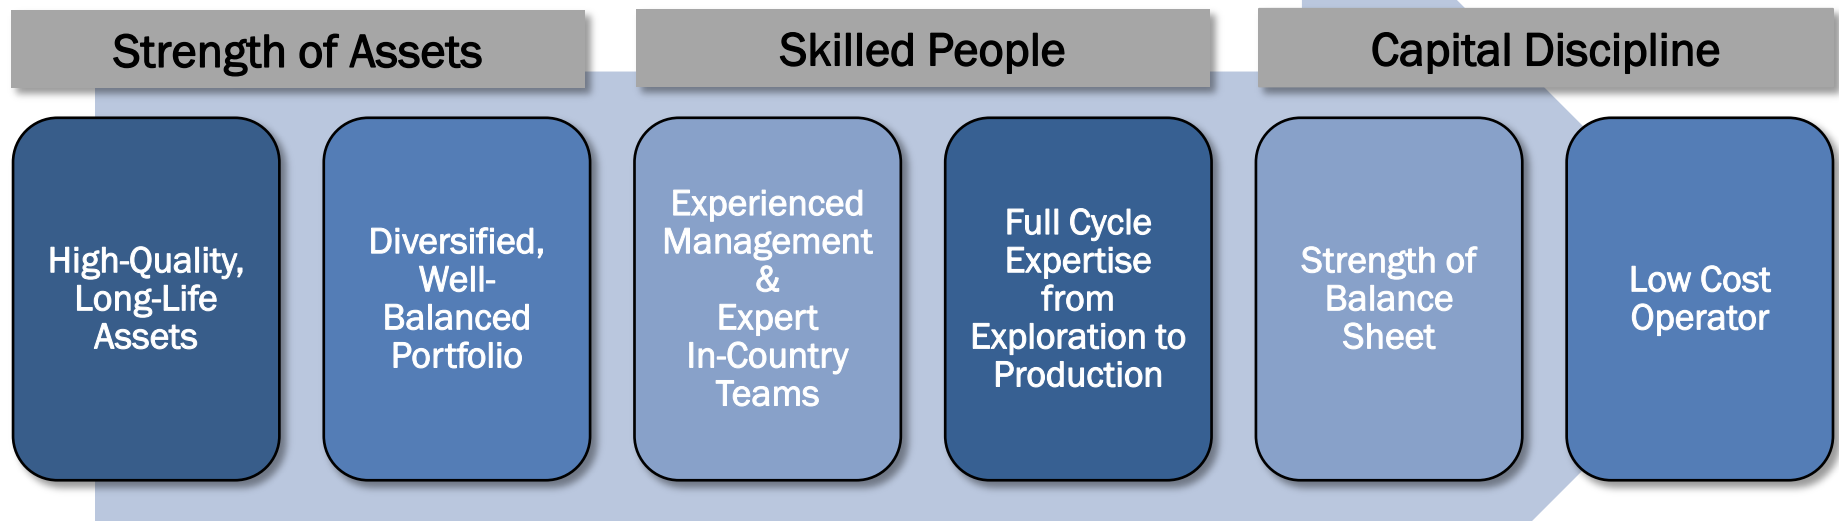 Strength of Assets
Skilled People
Capital Discipline
High-Quality,
Long-Life
Assets
Diversified,
Well-
Balanced
Portfolio
Experienced
Management
&
Expert
In-Country
Teams
Full Cycle
Expertise
from
Exploration to
Production
Strength of
Balance
Sheet
Low Cost
Operator